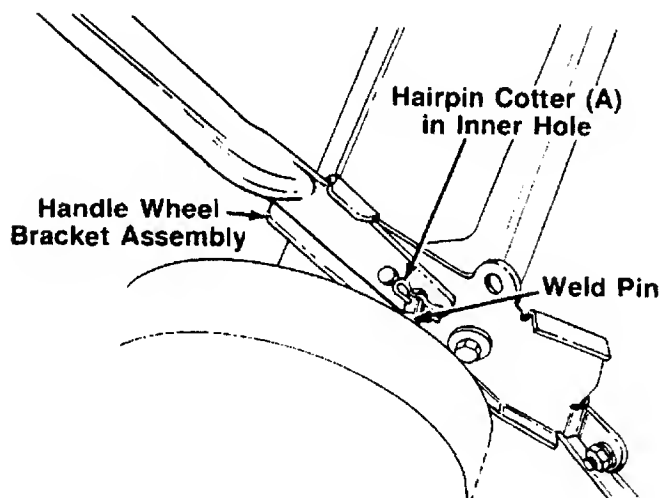 Hairpin Cotter (A)
in Inner Hole
Handle Wheel
Bracket Assembly
Weld Pin